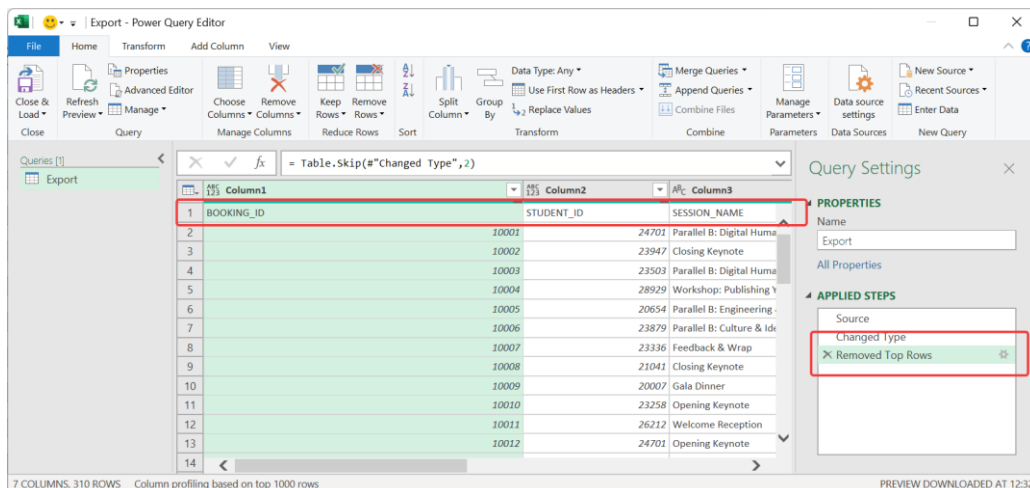 Export - Power Query Editor
File Home Transform Add Column View
Close & Load
Close
Refresh Preview
Properties
Advanced Editor
Manage
Query
Choose Columns
Remove Columns
Manage Columns
Keep Rows
Remove Rows
Reduce Rows
Sort
Split Column
Group By
Data Type: Any
Use First Row as Headers
Replace Values
Transform
Merge Queries
Append Queries
Combine Files
Combine
Manage Parameters
Parameters
Data source settings
Data Sources
New Source
Recent Sources
Enter Data
New Query
Queries [1]
Export
fx = Table.Skip(#"Changed Type",2)
ABC 123 Column1 ABC 123 Column2 ABC Column3
1 BOOKING_ID STUDENT_ID SESSION_NAME
2 10001 24701 Parallel B: Digital Huma
3 10002 23947 Closing Keynote
4 10003 23503 Parallel B: Digital Huma
5 10004 28929 Workshop: Publishing Y
6 10005 20654 Parallel B: Engineering
7 10006 23879 Parallel B: Culture & Ide
8 10007 23336 Feedback & Wrap
9 10008 21041 Closing Keynote
10 10009 20007 Gala Dinner
11 10010 23258 Opening Keynote
12 10011 26212 Welcome Reception
13 10012 24701 Opening Keynote
14
Query Settings
PROPERTIES
Name
Export
All Properties
APPLIED STEPS
Source
Changed Type
Removed Top Rows
7 COLUMNS, 310 ROWS Column profiling based on top 1000 rows
PREVIEW DOWNLOADED AT 12:3